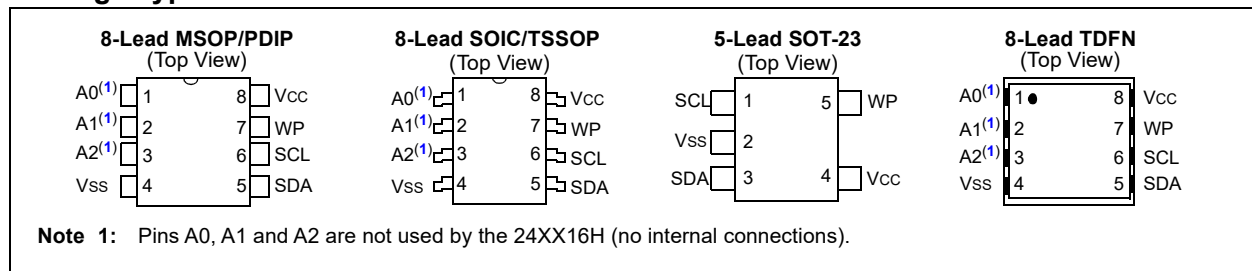 8-Lead MSOP/PDIP
(Top View)
A0(1) 1 8 VCC
A1(1) 2 7 WP
A2(1) 3 6 SCL
VSS 4 5 SDA
8-Lead SOIC/TSSOP
(Top View)
A0(1) 1 8 VCC
A1(1) 2 7 WP
A2(1) 3 6 SCL
VSS 4 5 SDA
5-Lead SOT-23
(Top View)
SCL 1 5 WP
VSS 2
SDA 3 4 VCC
8-Lead TDFN
(Top View)
A0(1) 1 8 VCC
A1(1) 2 7 WP
A2(1) 3 6 SCL
VSS 4 5 SDA
Note 1: Pins A0, A1 and A2 are not used by the 24XX16H (no internal connections).